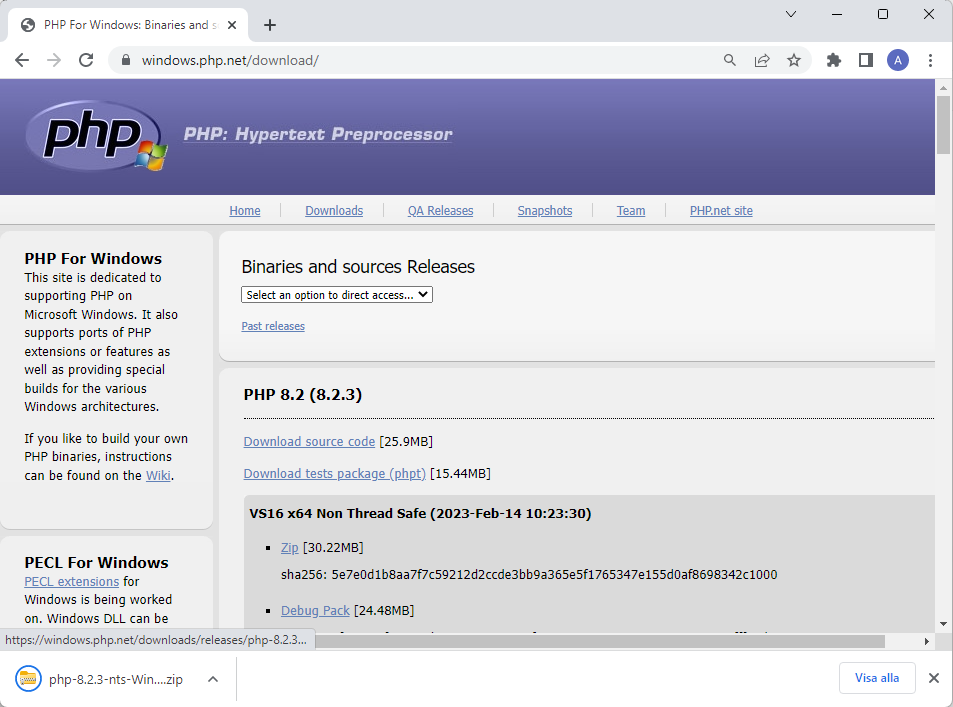 PHP For Windows: Binaries and s
windows.php.net/download/
A
php
PHP: Hypertext Preprocessor
Home
Downloads
QA Releases
Snapshots
Team
PHP.net site
PHP For Windows
This site is dedicated to
supporting PHP on
Microsoft Windows. It also
supports ports of PHP
extensions or features as
well as providing special
builds for the various
Windows architectures.
If you like to build your own
PHP binaries, instructions
can be found on the Wiki.
PECL For Windows
PECL extensions for
Windows is being worked
on. Windows DLL can be
Binaries and sources Releases
Select an option to direct access...
Past releases
PHP 8.2 (8.2.3)
Download source code [25.9MB]
Download tests package (phpt) [15.44MB]
VS16 x64 Non Thread Safe (2023-Feb-14 10:23:30)
Zip [30.22MB]
sha256: 5e7e0d1b8aa7f7c59212d2ccde3bb9a365e5f1765347e155d0af8698342c1000
Debug Pack [24.48MB]
https://windows.php.net/downloads/releases/php-8.2.3...
php-8.2.3-nts-Win....zip
Visa alla